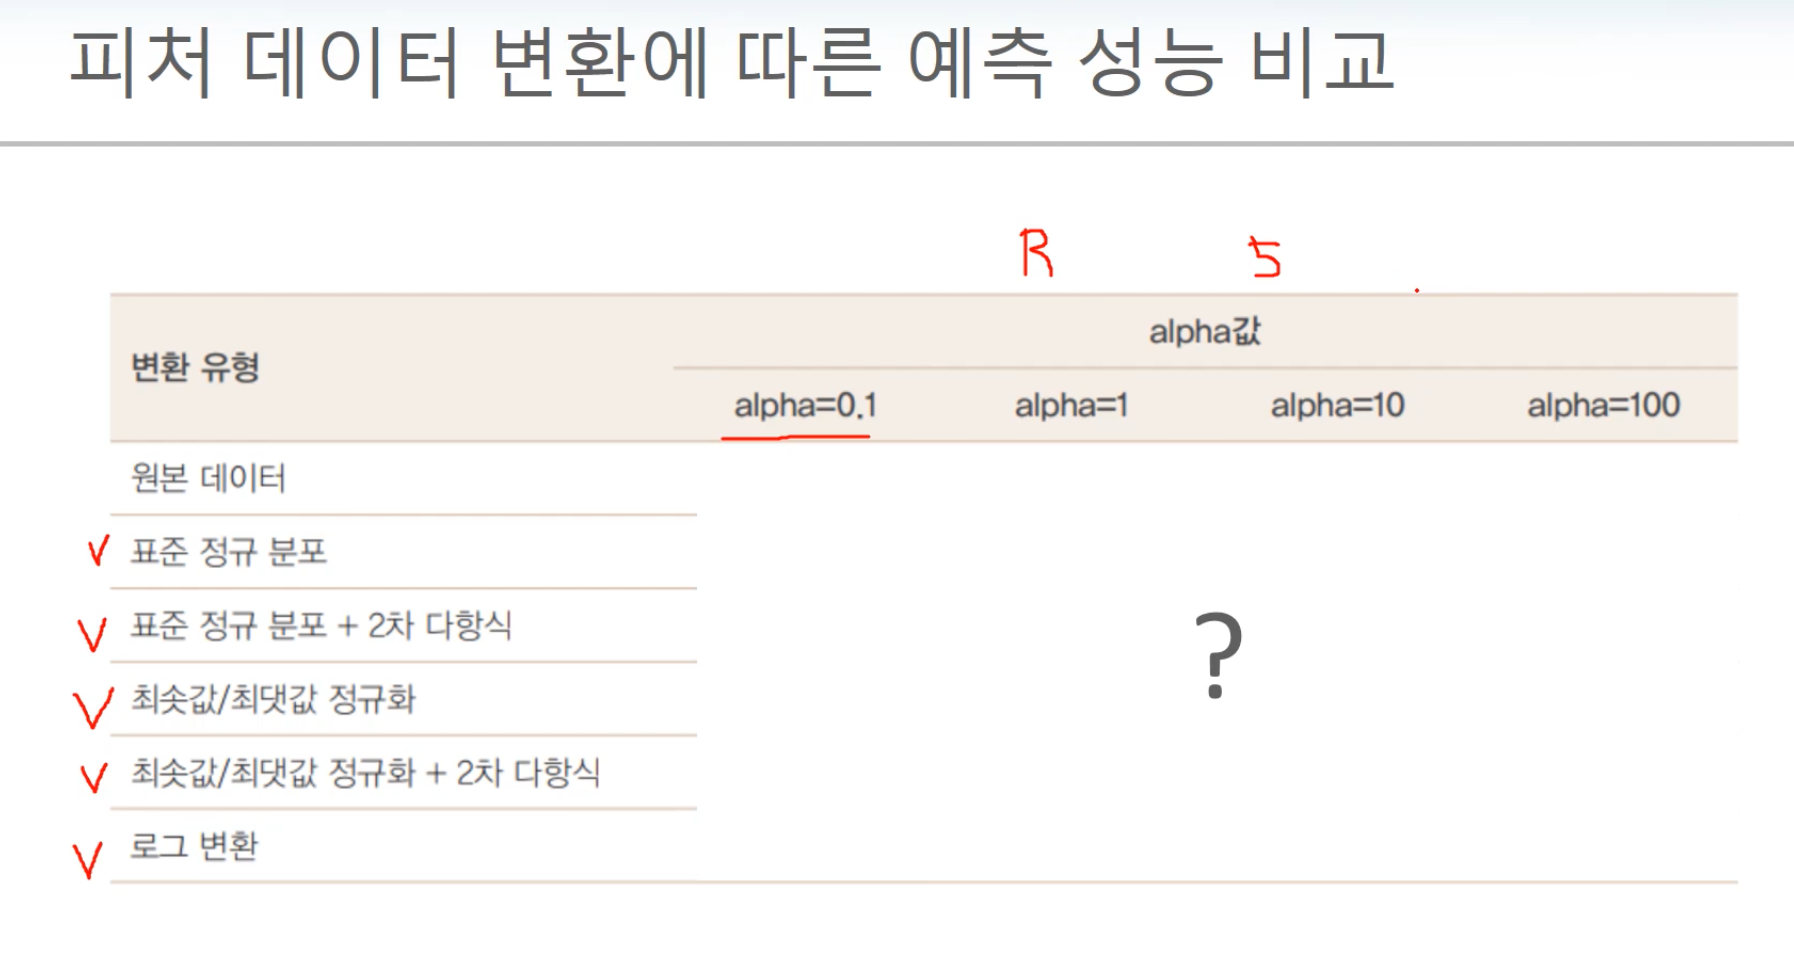 피처 데이터 변환에 따른 예측 성능 비교
R 5
변환 유형
alpha값
alpha=0.1 alpha=1 alpha=10 alpha=100
원본 데이터
표준 정규 분포
표준 정규 분포 + 2차 다항식
?
최솟값/최댓값 정규화
최솟값/최댓값 정규화 + 2차 다항식
로그 변환